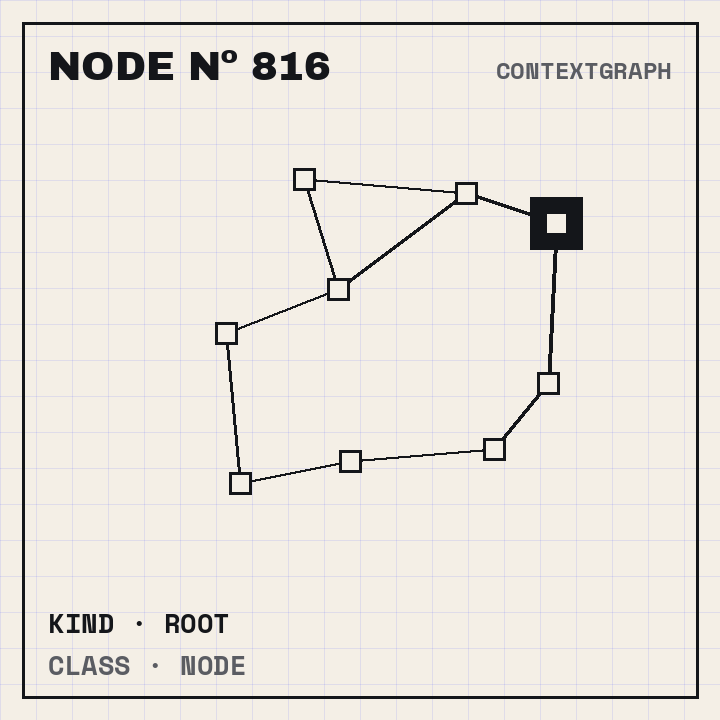 NODE Nº 816
CONTEXTGRAPH
KIND · ROOT
CLASS · NODE